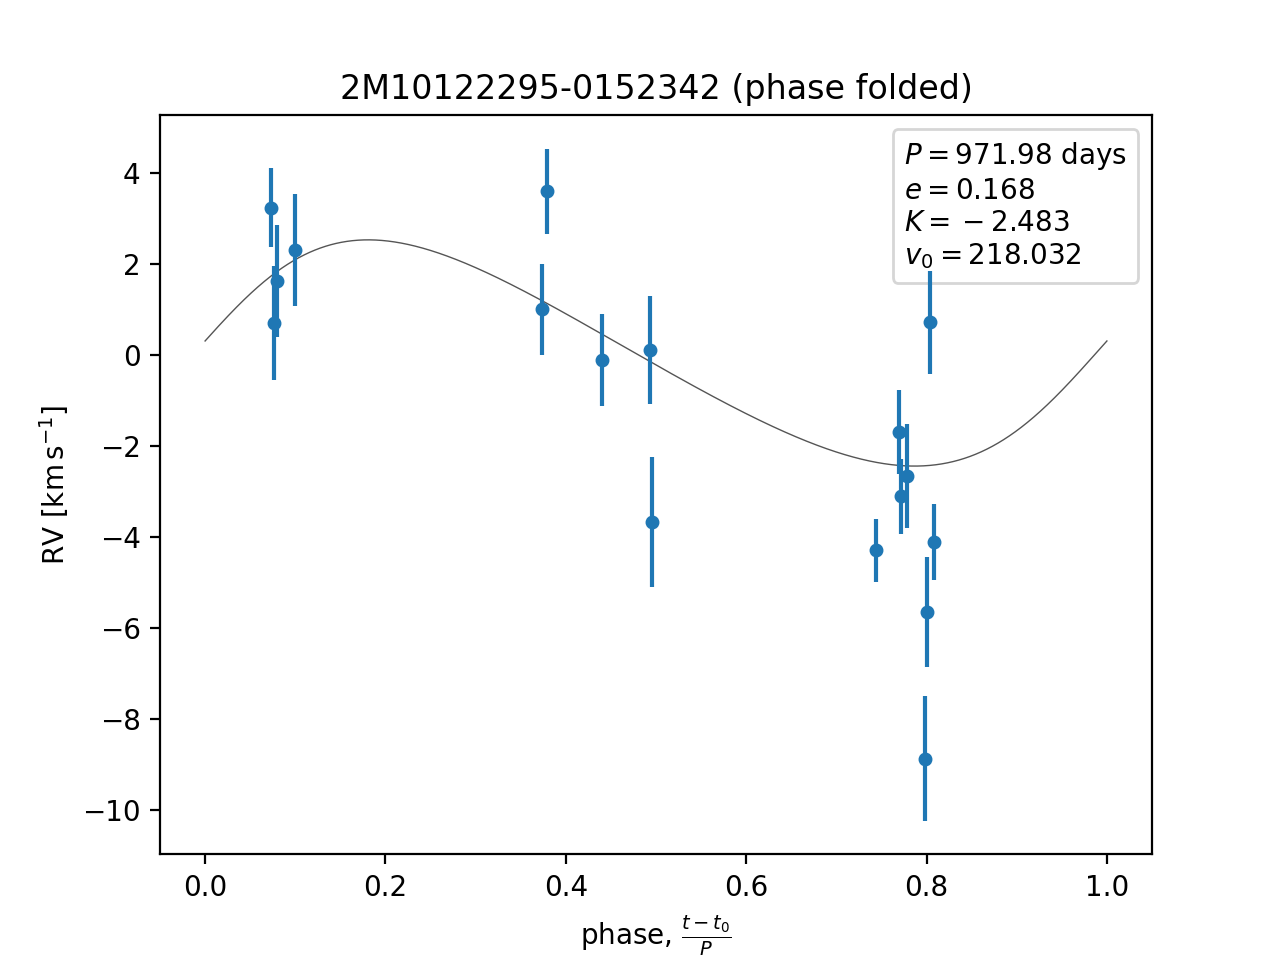 2M10122295-0152342 (phase folded)
P = 971.98 days
e = 0.168
K = −2.483
v₀ = 218.032
4
2
0
−2
−4
−6
−8
−10
RV [km s⁻¹]
0.0 0.2 0.4 0.6 0.8 1.0
phase, (t − t₀)/P